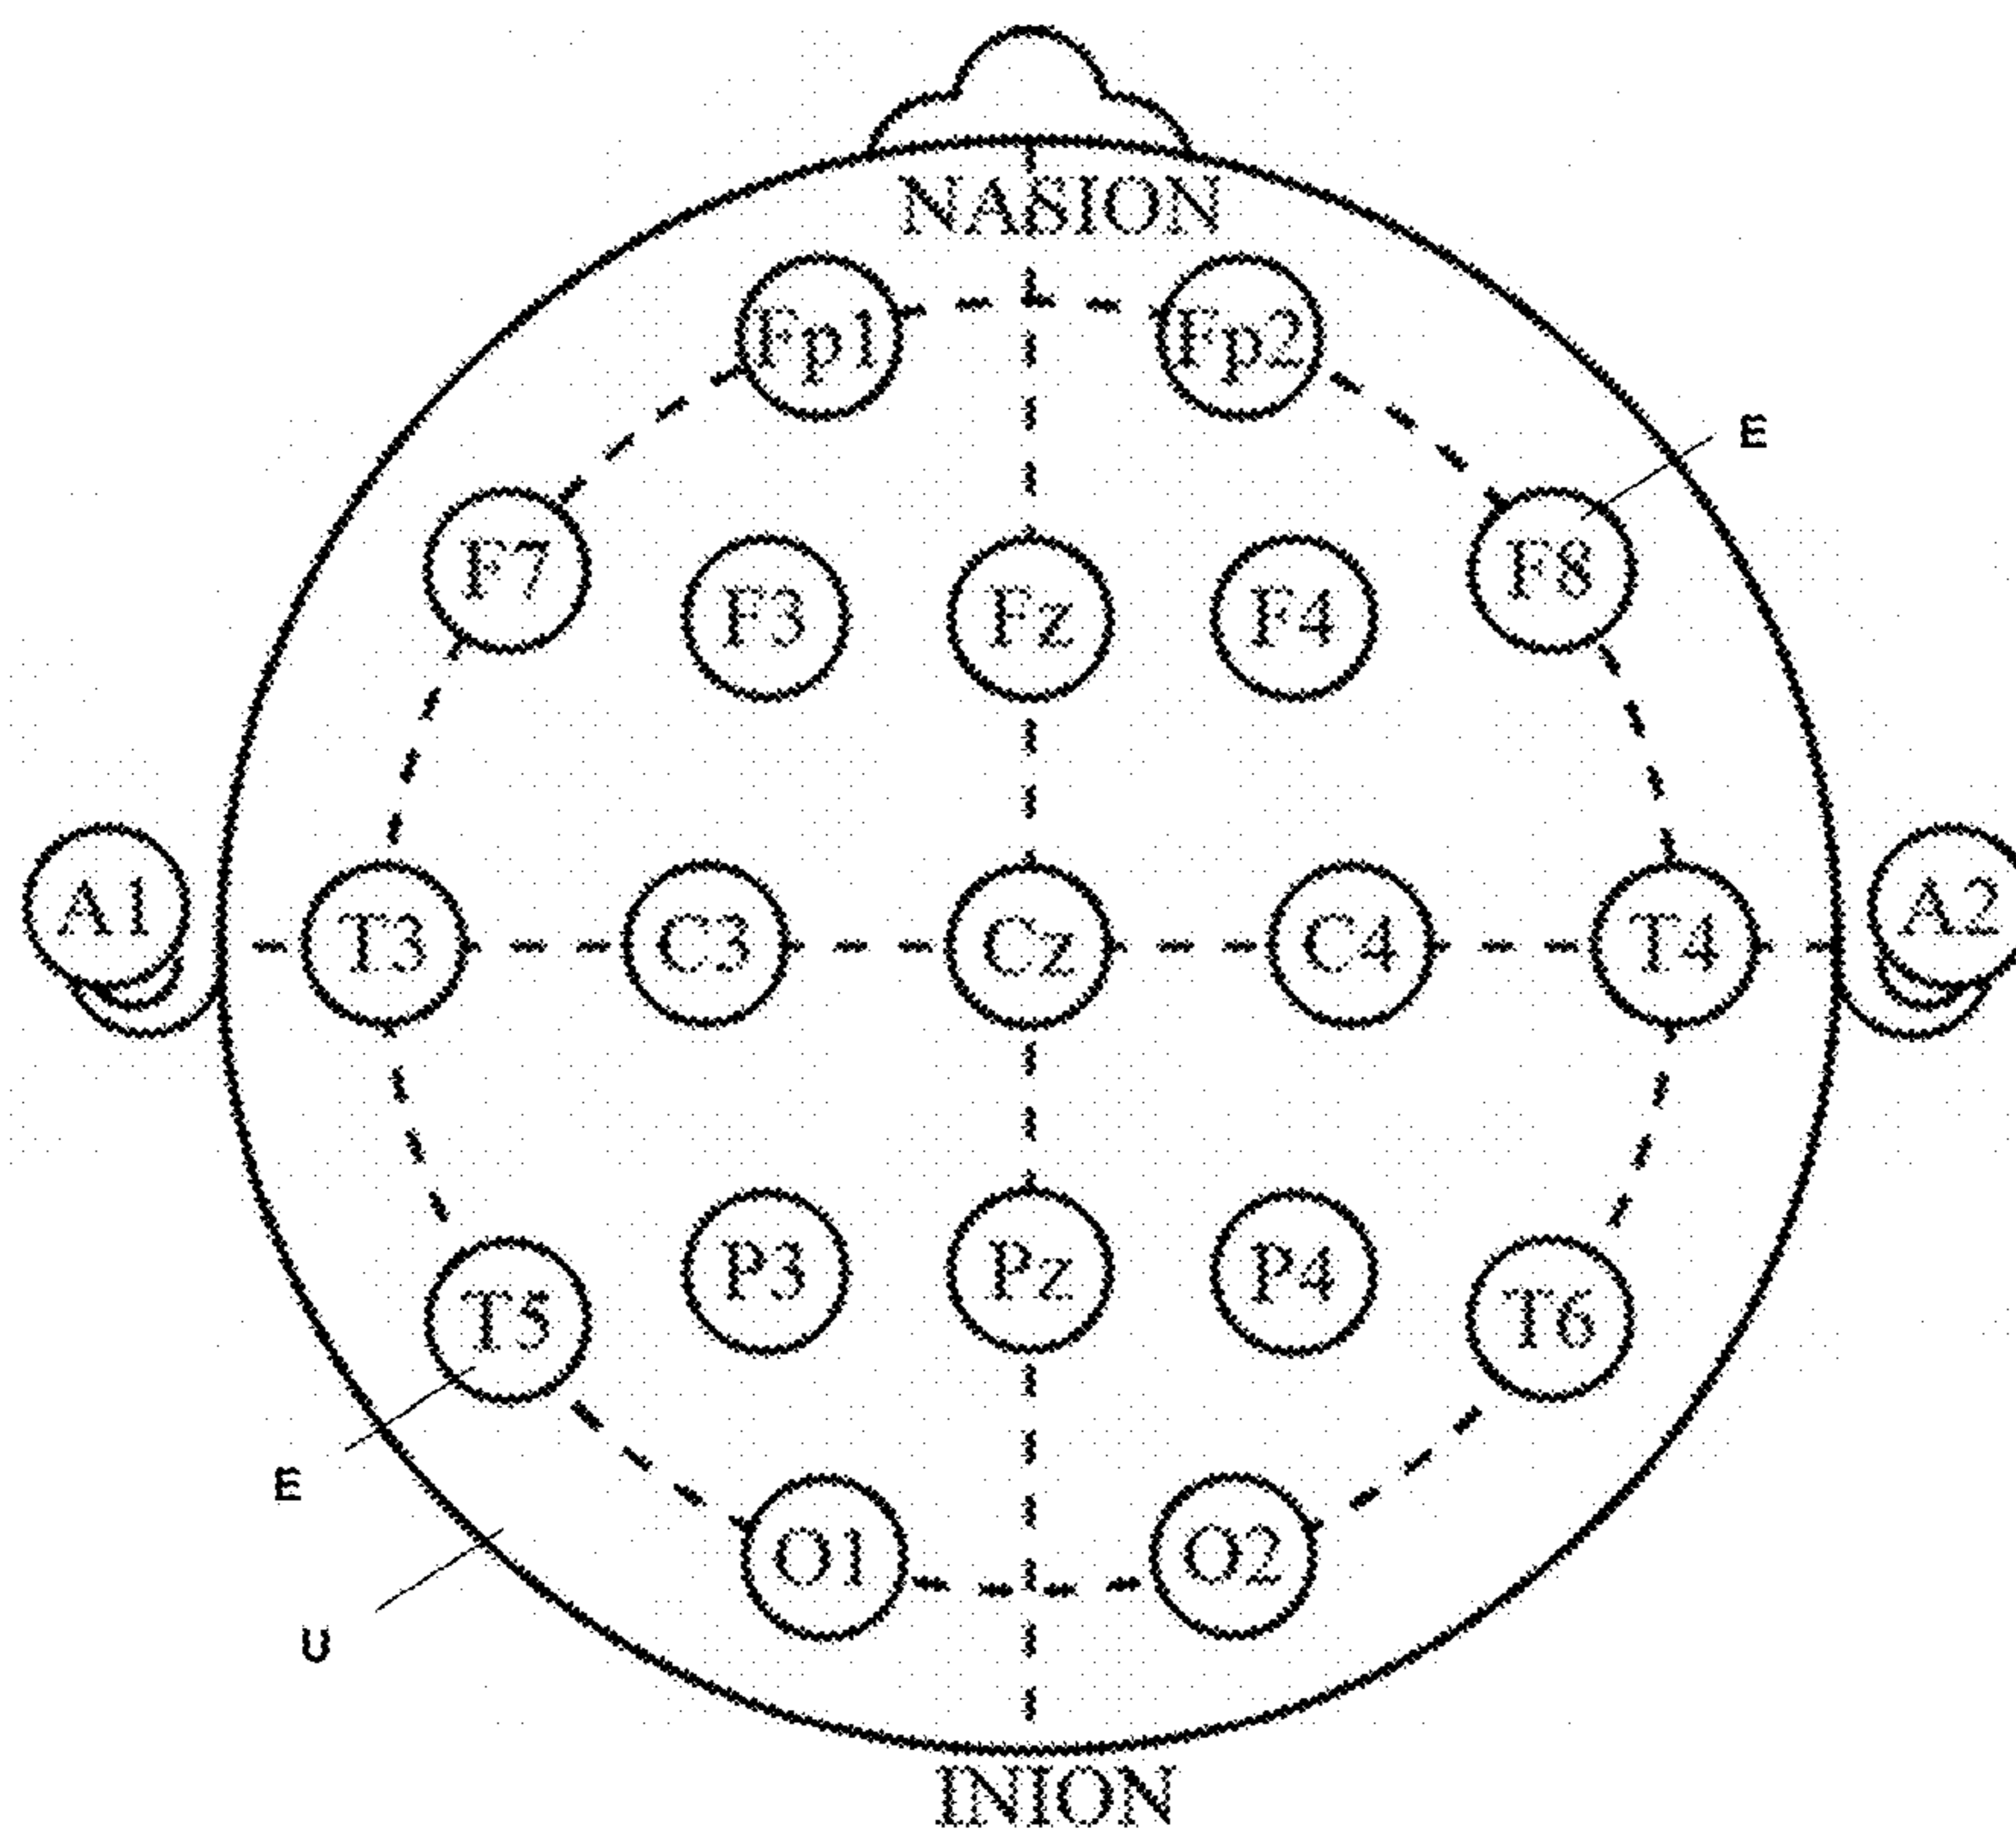 NASION
Fp1 Fp2
E
F7 F3 Fz F4 F8
A1 T3 C3 Cz C4 T4 A2
T5 P3 Pz P4 T6
E
O1 O2
U
INION